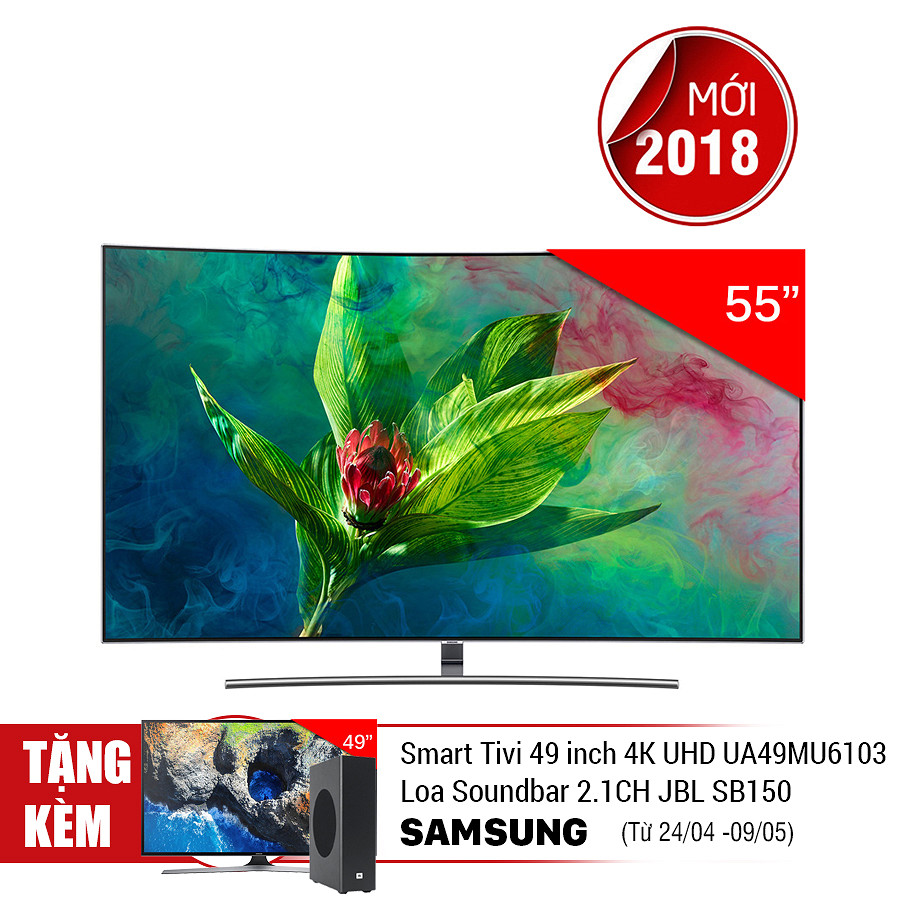 MỚI
2018
55”
TẶNG
KÈM
49”
Smart Tivi 49 inch 4K UHD UA49MU6103
Loa Soundbar 2.1CH JBL SB150
SAMSUNG (Từ 24/04 -09/05)